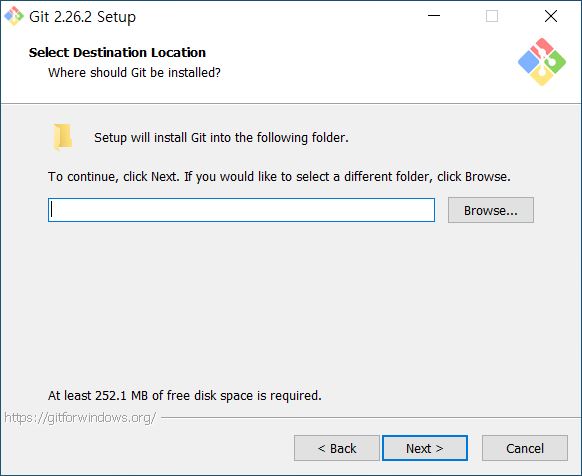 Git 2.26.2 Setup
Select Destination Location
Where should Git be installed?
Setup will install Git into the following folder.
To continue, click Next. If you would like to select a different folder, click Browse.
Browse...
At least 252.1 MB of free disk space is required.
https://gitforwindows.org/
< Back
Next >
Cancel